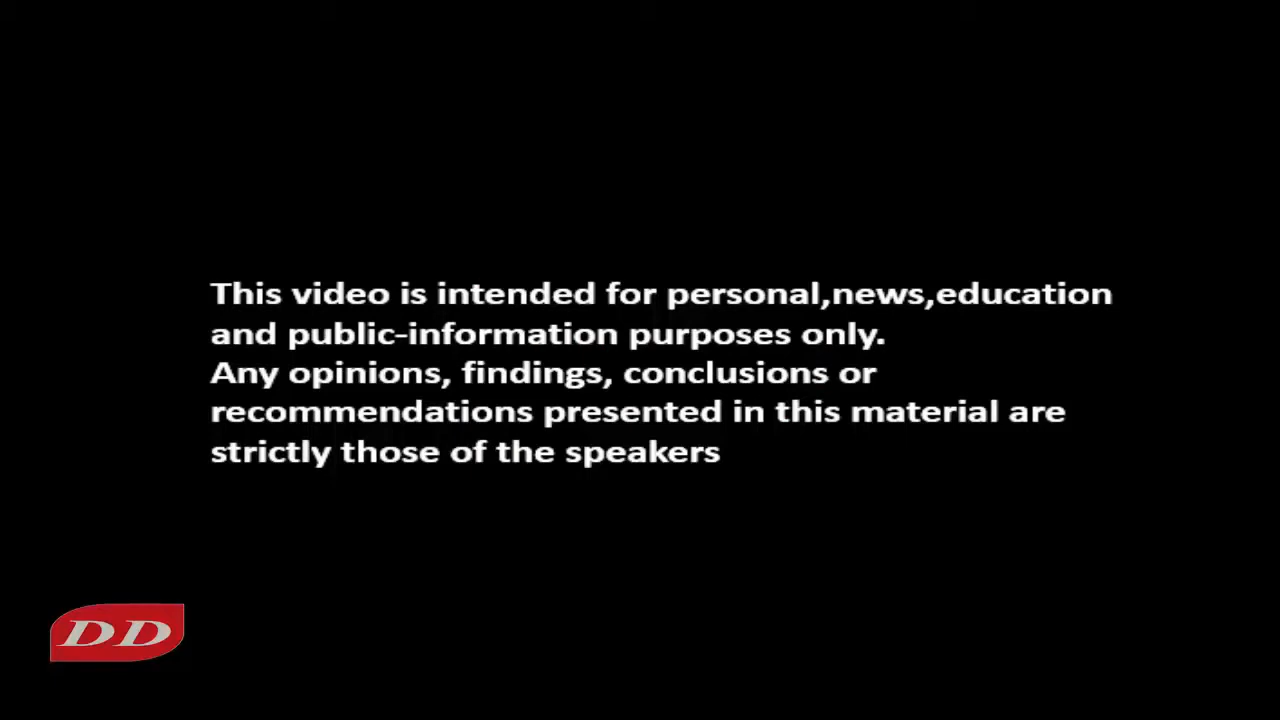 This video is intended for personal,news,education
and public-information purposes only.
Any opinions, findings, conclusions or
recommendations presented in this material are
strictly those of the speakers
DD